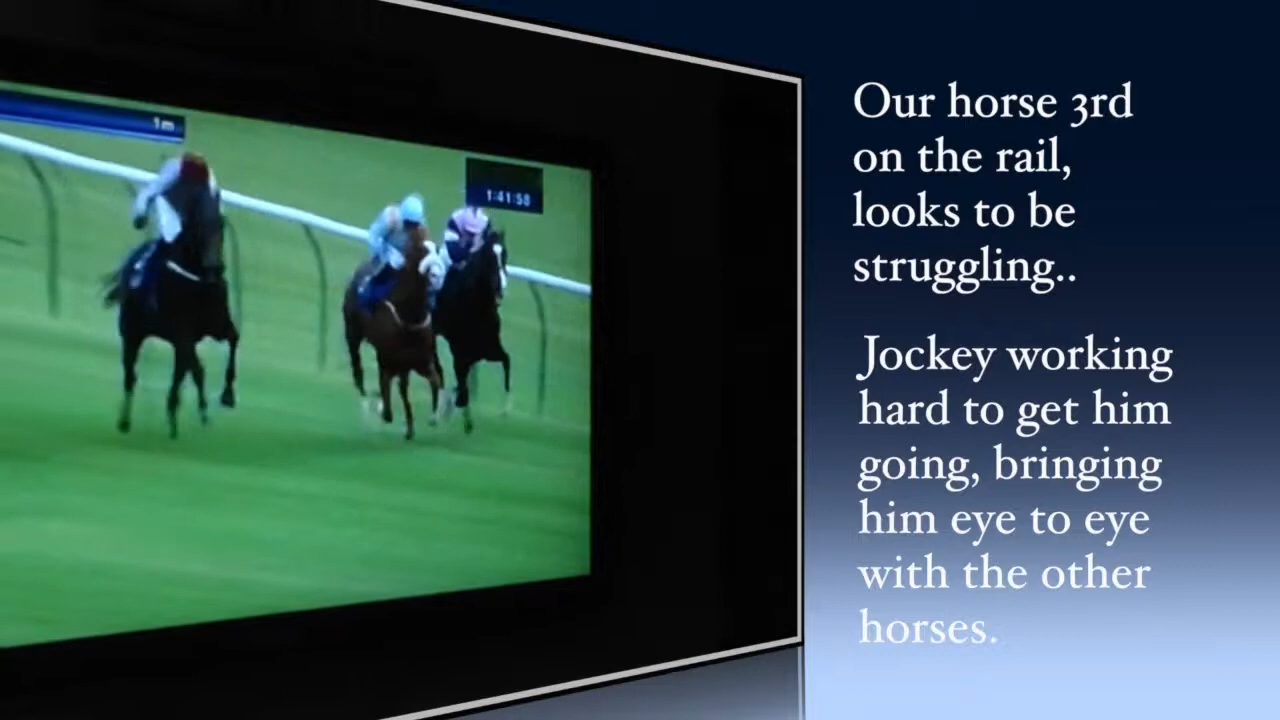 1m
1:41:58
Our horse 3rd
on the rail,
looks to be
struggling..
Jockey working
hard to get him
going, bringing
him eye to eye
with the other
horses.